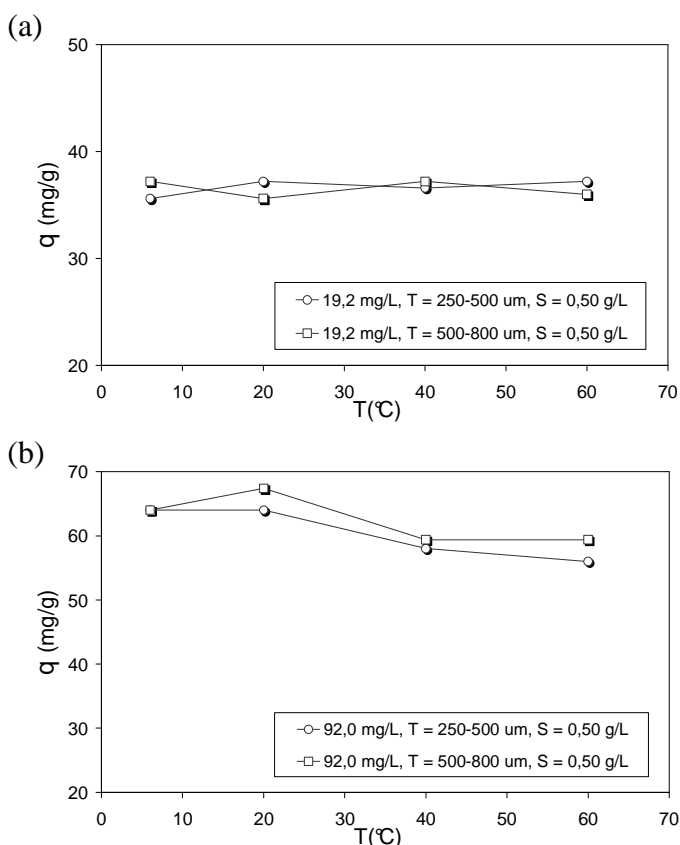 (a)
50
40
30
20
q (mg/g)
19,2 mg/L, T = 250-500 um, S = 0,50 g/L
19,2 mg/L, T = 500-800 um, S = 0,50 g/L
0 10 20 30 40 50 60 70
T(°C)
(b)
70
60
50
40
30
20
q (mg/g)
92,0 mg/L, T = 250-500 um, S = 0,50 g/L
92,0 mg/L, T = 500-800 um, S = 0,50 g/L
0 10 20 30 40 50 60 70
T(°C)